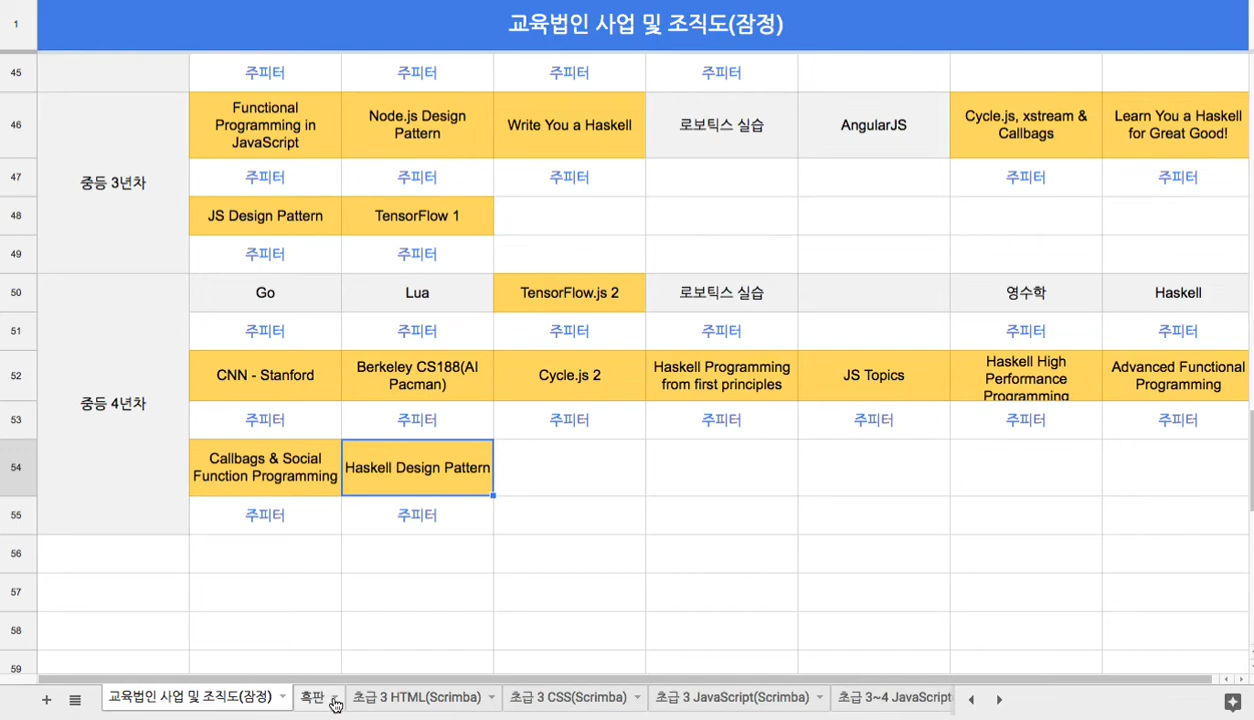 1 교육법인 사업 및 조직도(잠정)
45 주피터 주피터 주피터 주피터
중등 3년차
46 Functional Programming in JavaScript Node.js Design Pattern Write You a Haskell 로보틱스 실습 AngularJS Cycle.js, xstream & Callbags Learn You a Haskell for Great Good!
47 주피터 주피터 주피터 주피터 주피터
48 JS Design Pattern TensorFlow 1
49 주피터 주피터
중등 4년차
50 Go Lua TensorFlow.js 2 로보틱스 실습 영수학 Haskell
51 주피터 주피터 주피터 주피터 주피터 주피터
52 CNN - Stanford Berkeley CS188(AI Pacman) Cycle.js 2 Haskell Programming from first principles JS Topics Haskell High Performance Programming Advanced Functional Programming
53 주피터 주피터 주피터 주피터 주피터 주피터 주피터
54 Callbags & Social Function Programming Haskell Design Pattern
55 주피터 주피터
56
57
58
59
교육법인 사업 및 조직도(잠정) 흑판 초급 3 HTML(Scrimba) 초급 3 CSS(Scrimba) 초급 3 JavaScript(Scrimba) 초급 3~4 JavaScript